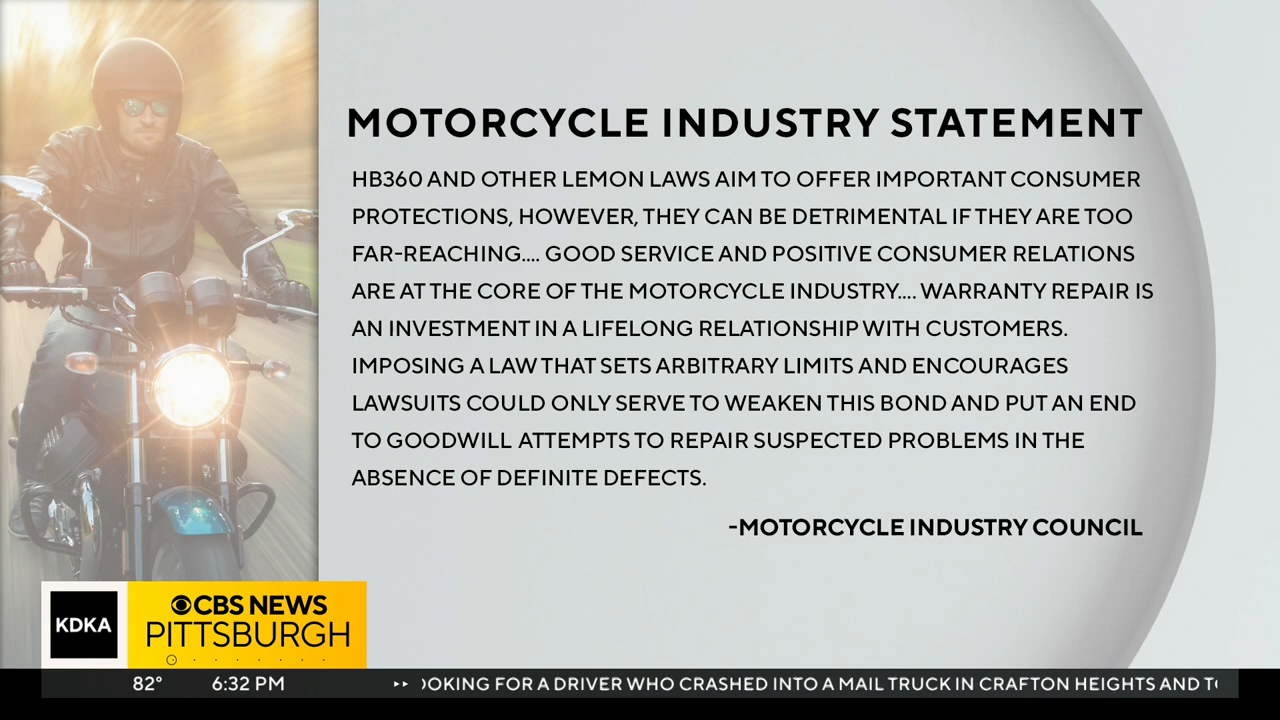 MOTORCYCLE INDUSTRY STATEMENT
HB360 AND OTHER LEMON LAWS AIM TO OFFER IMPORTANT CONSUMER
PROTECTIONS, HOWEVER, THEY CAN BE DETRIMENTAL IF THEY ARE TOO
FAR-REACHING.... GOOD SERVICE AND POSITIVE CONSUMER RELATIONS
ARE AT THE CORE OF THE MOTORCYCLE INDUSTRY.... WARRANTY REPAIR IS
AN INVESTMENT IN A LIFELONG RELATIONSHIP WITH CUSTOMERS.
IMPOSING A LAW THAT SETS ARBITRARY LIMITS AND ENCOURAGES
LAWSUITS COULD ONLY SERVE TO WEAKEN THIS BOND AND PUT AN END
TO GOODWILL ATTEMPTS TO REPAIR SUSPECTED PROBLEMS IN THE
ABSENCE OF DEFINITE DEFECTS.
-MOTORCYCLE INDUSTRY COUNCIL
KDKA
CBS NEWS
PITTSBURGH
82° 6:32 PM FOR A DRIVER WHO CRASHED INTO A MAIL TRUCK IN CRAFTON HEIGHTS AND